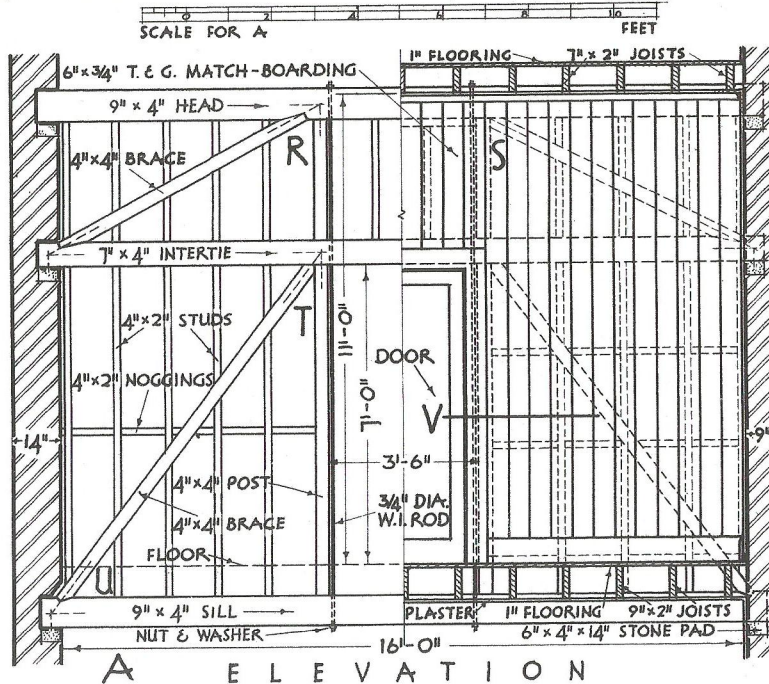 0 2 4 6 8 10
SCALE FOR A FEET
1" FLOORING 7"×2" JOISTS
6"×3/4" T. & G. MATCH-BOARDING
9"×4" HEAD
R S
4"×4" BRACE
7"×4" INTERTIE
T
4"×2" STUDS
11'-0"
DOOR
4"×2" NOGGINGS
7'-0"
V
14" 9"
3'-6"
4"×4" POST
3/4" DIA.
W.I. ROD
4"×4" BRACE
FLOOR
U
9"×4" SILL
PLASTER 1" FLOORING 9"×2" JOISTS
NUT & WASHER 6"×4"×14" STONE PAD
16'-0"
A ELEVATION